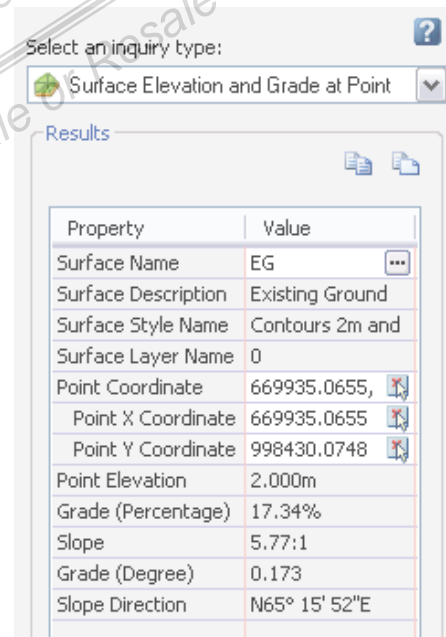 le or Resale
Select an inquiry type:
?
Surface Elevation and Grade at Point
Results
Property Value
Surface Name EG ...
Surface Description Existing Ground
Surface Style Name Contours 2m and
Surface Layer Name 0
Point Coordinate 669935.0655,
Point X Coordinate 669935.0655
Point Y Coordinate 998430.0748
Point Elevation 2.000m
Grade (Percentage) 17.34%
Slope 5.77:1
Grade (Degree) 0.173
Slope Direction N65° 15' 52"E